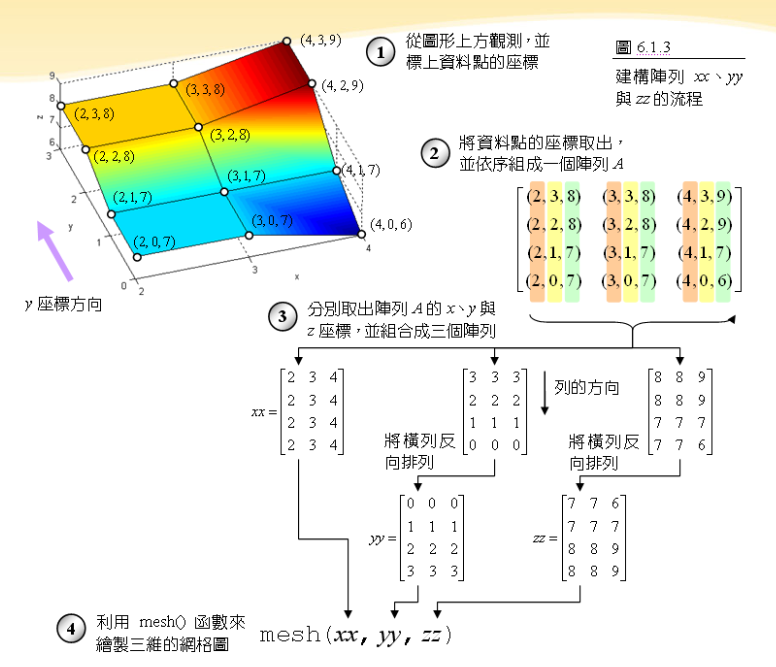 (4, 3, 9)
(3, 3, 8)
(4, 2, 9)
(2, 3, 8)
(3, 2, 8)
(2, 2, 8)
(3, 1, 7)
(4, 1, 7)
(2, 1, 7)
(3, 0, 7)
(4, 0, 6)
(2, 0, 7)
9
8
z 7
6
3
2
y
1
0
2
3
x
4
y 座標方向
1 從圖形上方觀測，並
標上資料點的座標
圖 6.1.3
建構陣列 xx、yy
與 zz 的流程
2 將資料點的座標取出，
並依序組成一個陣列 A
(2, 3, 8) (3, 3, 8) (4, 3, 9)
(2, 2, 8) (3, 2, 8) (4, 2, 9)
(2, 1, 7) (3, 1, 7) (4, 1, 7)
(2, 0, 7) (3, 0, 7) (4, 0, 6)
3 分別取出陣列 A 的 x、y 與
z 座標，並組合成三個陣列
xx =
2 3 4
2 3 4
2 3 4
2 3 4
3 3 3
2 2 2
1 1 1
0 0 0
列的方向
8 8 9
8 8 9
7 7 7
7 7 6
將橫列反
向排列
將橫列反
向排列
yy =
0 0 0
1 1 1
2 2 2
3 3 3
zz =
7 7 6
7 7 7
8 8 9
8 8 9
4 利用 mesh() 函數來
繪製三維的網格圖
mesh(xx, yy, zz)